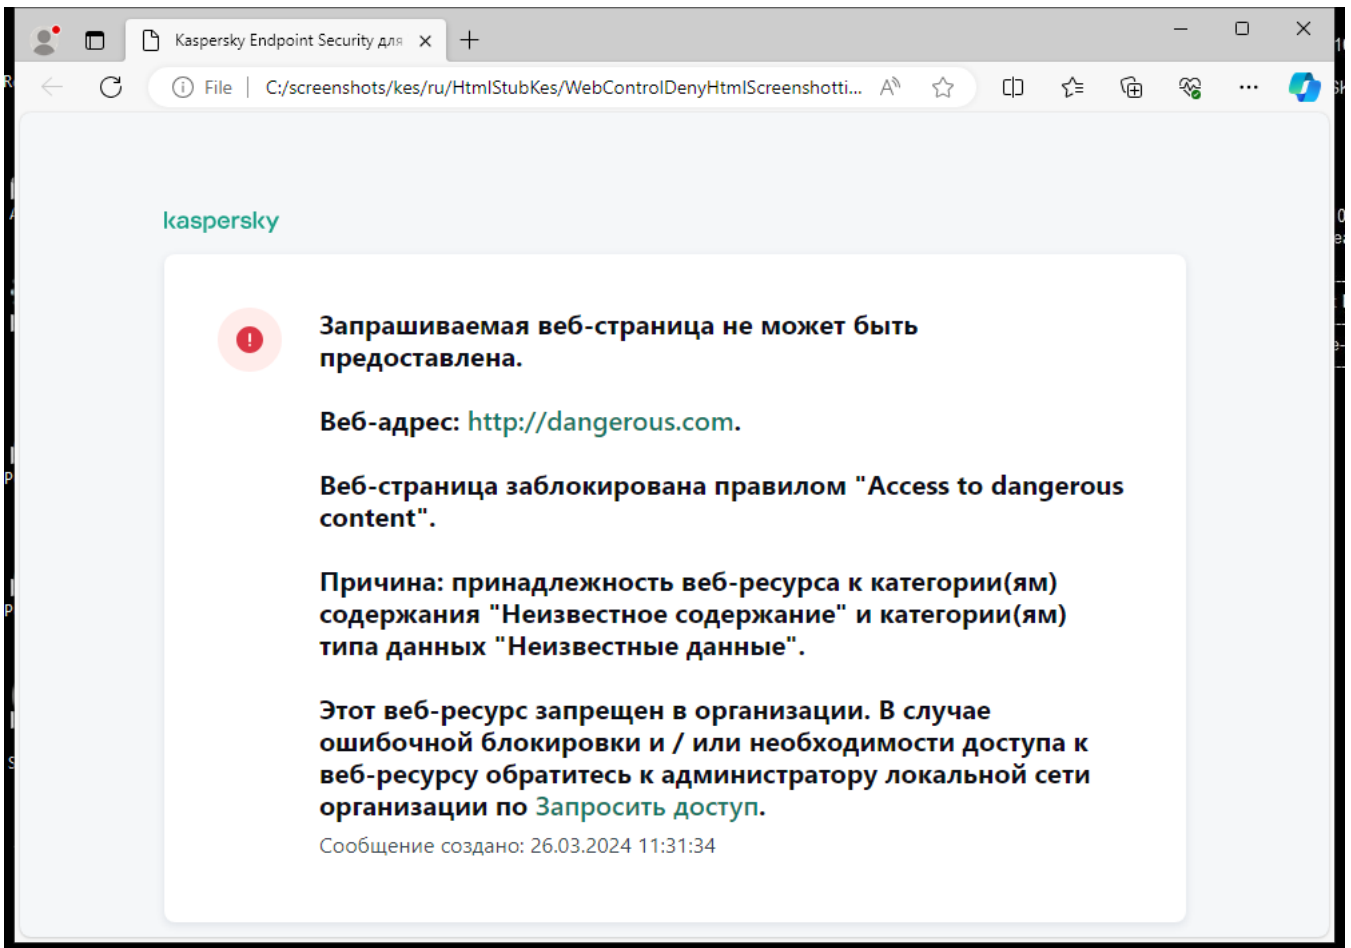 Kaspersky Endpoint Security для
File
C:/screenshots/kes/ru/HtmlStubKes/WebControlDenyHtmlScreenshotti...
kaspersky
Запрашиваемая веб-страница не может быть
предоставлена.
Веб-адрес: http://dangerous.com.
Веб-страница заблокирована правилом "Access to dangerous
content".
Причина: принадлежность веб-ресурса к категории(ям)
содержания "Неизвестное содержание" и категории(ям)
типа данных "Неизвестные данные".
Этот веб-ресурс запрещен в организации. В случае
ошибочной блокировки и / или необходимости доступа к
веб-ресурсу обратитесь к администратору локальной сети
организации по Запросить доступ.
Сообщение создано: 26.03.2024 11:31:34